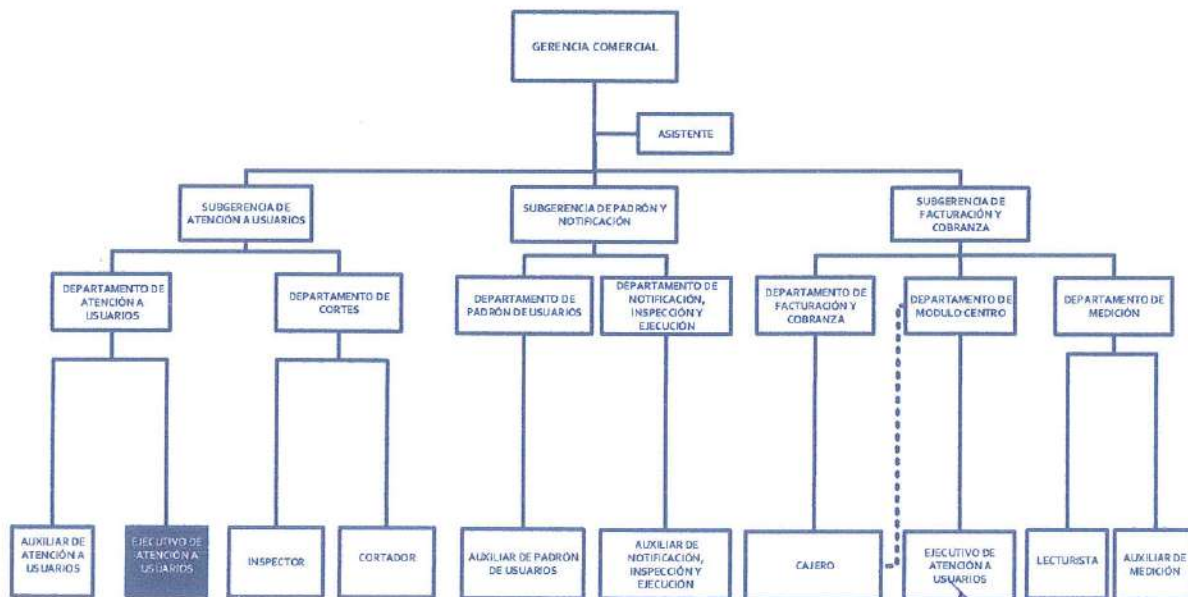 GERENCIA COMERCIAL
ASISTENTE
SUBGERENCIA DE
ATENCIÓN A USUARIOS
SUBGERENCIA DE PADRÓN Y
NOTIFICACIÓN
SUBGERENCIA DE
FACTURACIÓN Y
COBRANZA
DEPARTAMENTO DE
ATENCIÓN A
USUARIOS
DEPARTAMENTO DE
CORTES
DEPARTAMENTO DE
PADRÓN DE USUARIOS
DEPARTAMENTO DE
NOTIFICACIÓN,
INSPECCIÓN Y
EJECUCIÓN
DEPARTAMENTO DE
FACTURACIÓN Y
COBRANZA
DEPARTAMENTO DE
MODULO CENTRO
DEPARTAMENTO DE
MEDICIÓN
AUXILIAR DE
ATENCIÓN A
USUARIOS
EJECUTIVO DE
ATENCIÓN A
USUARIOS
INSPECTOR
CORTADOR
AUXILIAR DE PADRÓN
DE USUARIOS
AUXILIAR DE
NOTIFICACIÓN,
INSPECCIÓN Y
EJECUCIÓN
CAJERO
EJECUTIVO DE
ATENCIÓN A
USUARIOS
LECTURISTA
AUXILIAR DE
MEDICIÓN